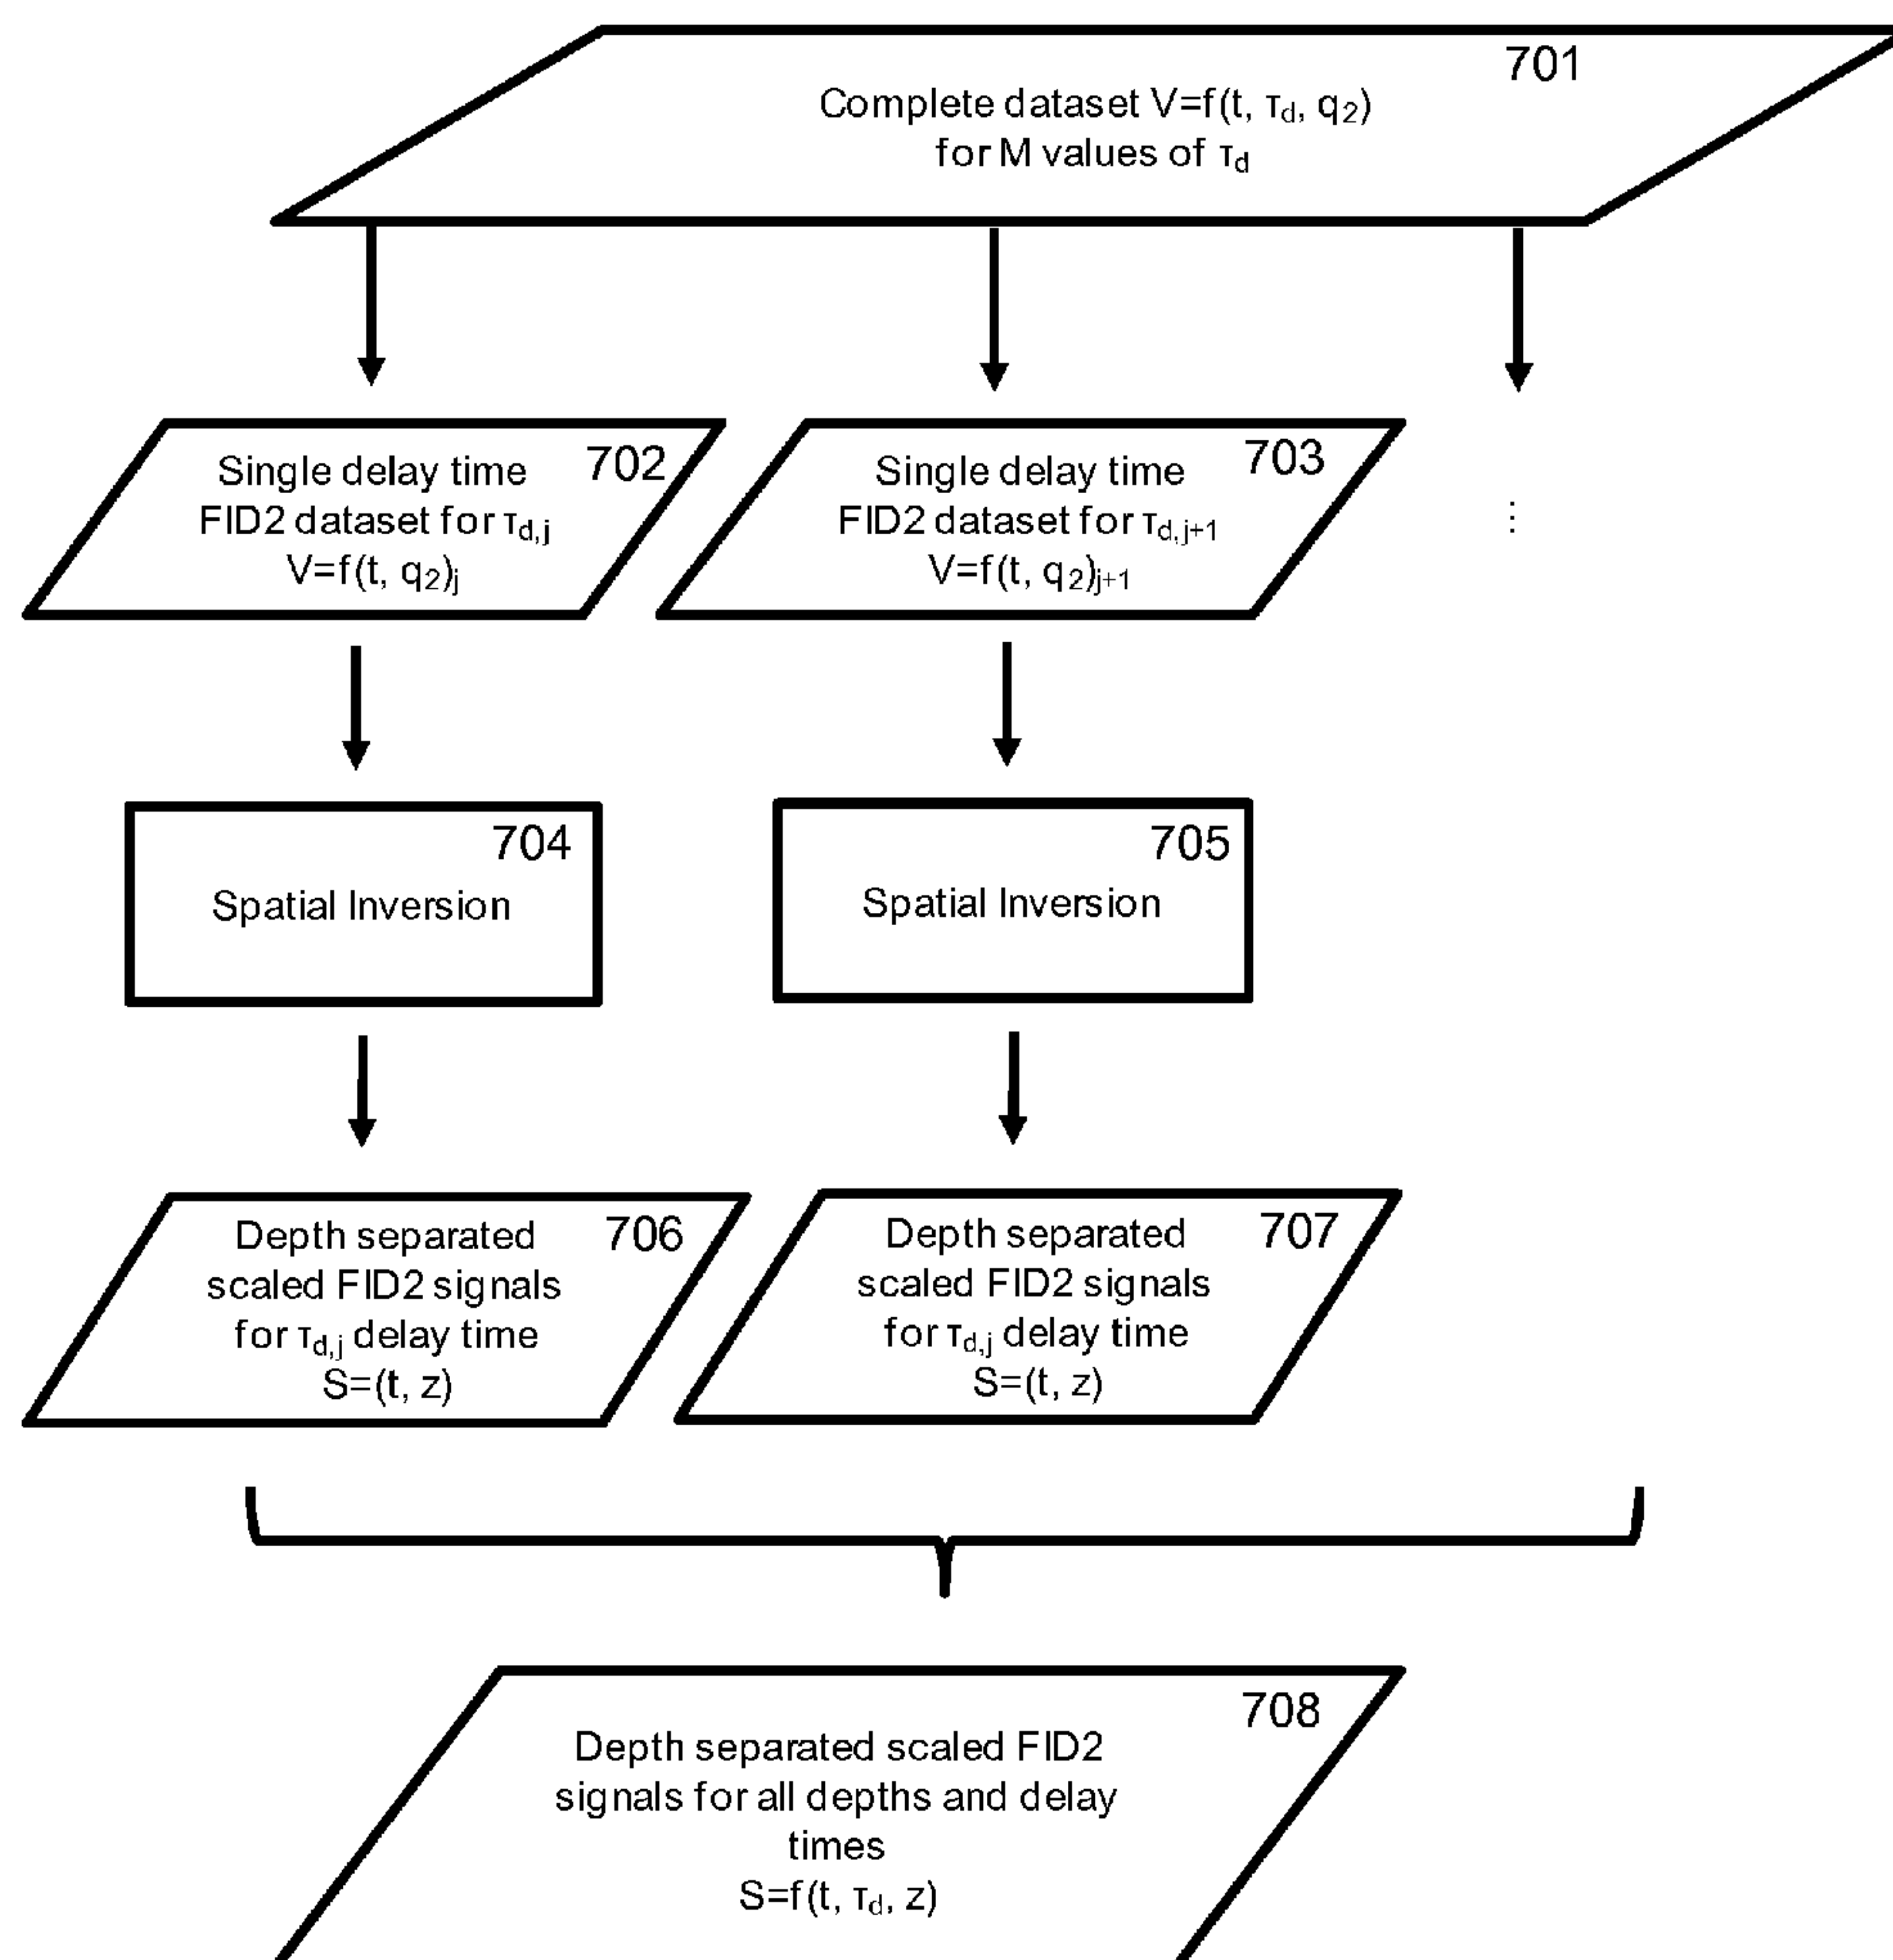 701
Complete dataset V=f(t, τd, q2)
for M values of τd
702
Single delay time
FID2 dataset for τd,j
V=f(t, q2)j
703
Single delay time
FID2 dataset for τd,j+1
V=f(t, q2)j+1
⋮
704
Spatial Inversion
705
Spatial Inversion
706
Depth separated
scaled FID2 signals
for τd,j delay time
S=(t, z)
707
Depth separated
scaled FID2 signals
for τd,j delay time
S=(t, z)
708
Depth separated scaled FID2
signals for all depths and delay
times
S=f(t, τd, z)